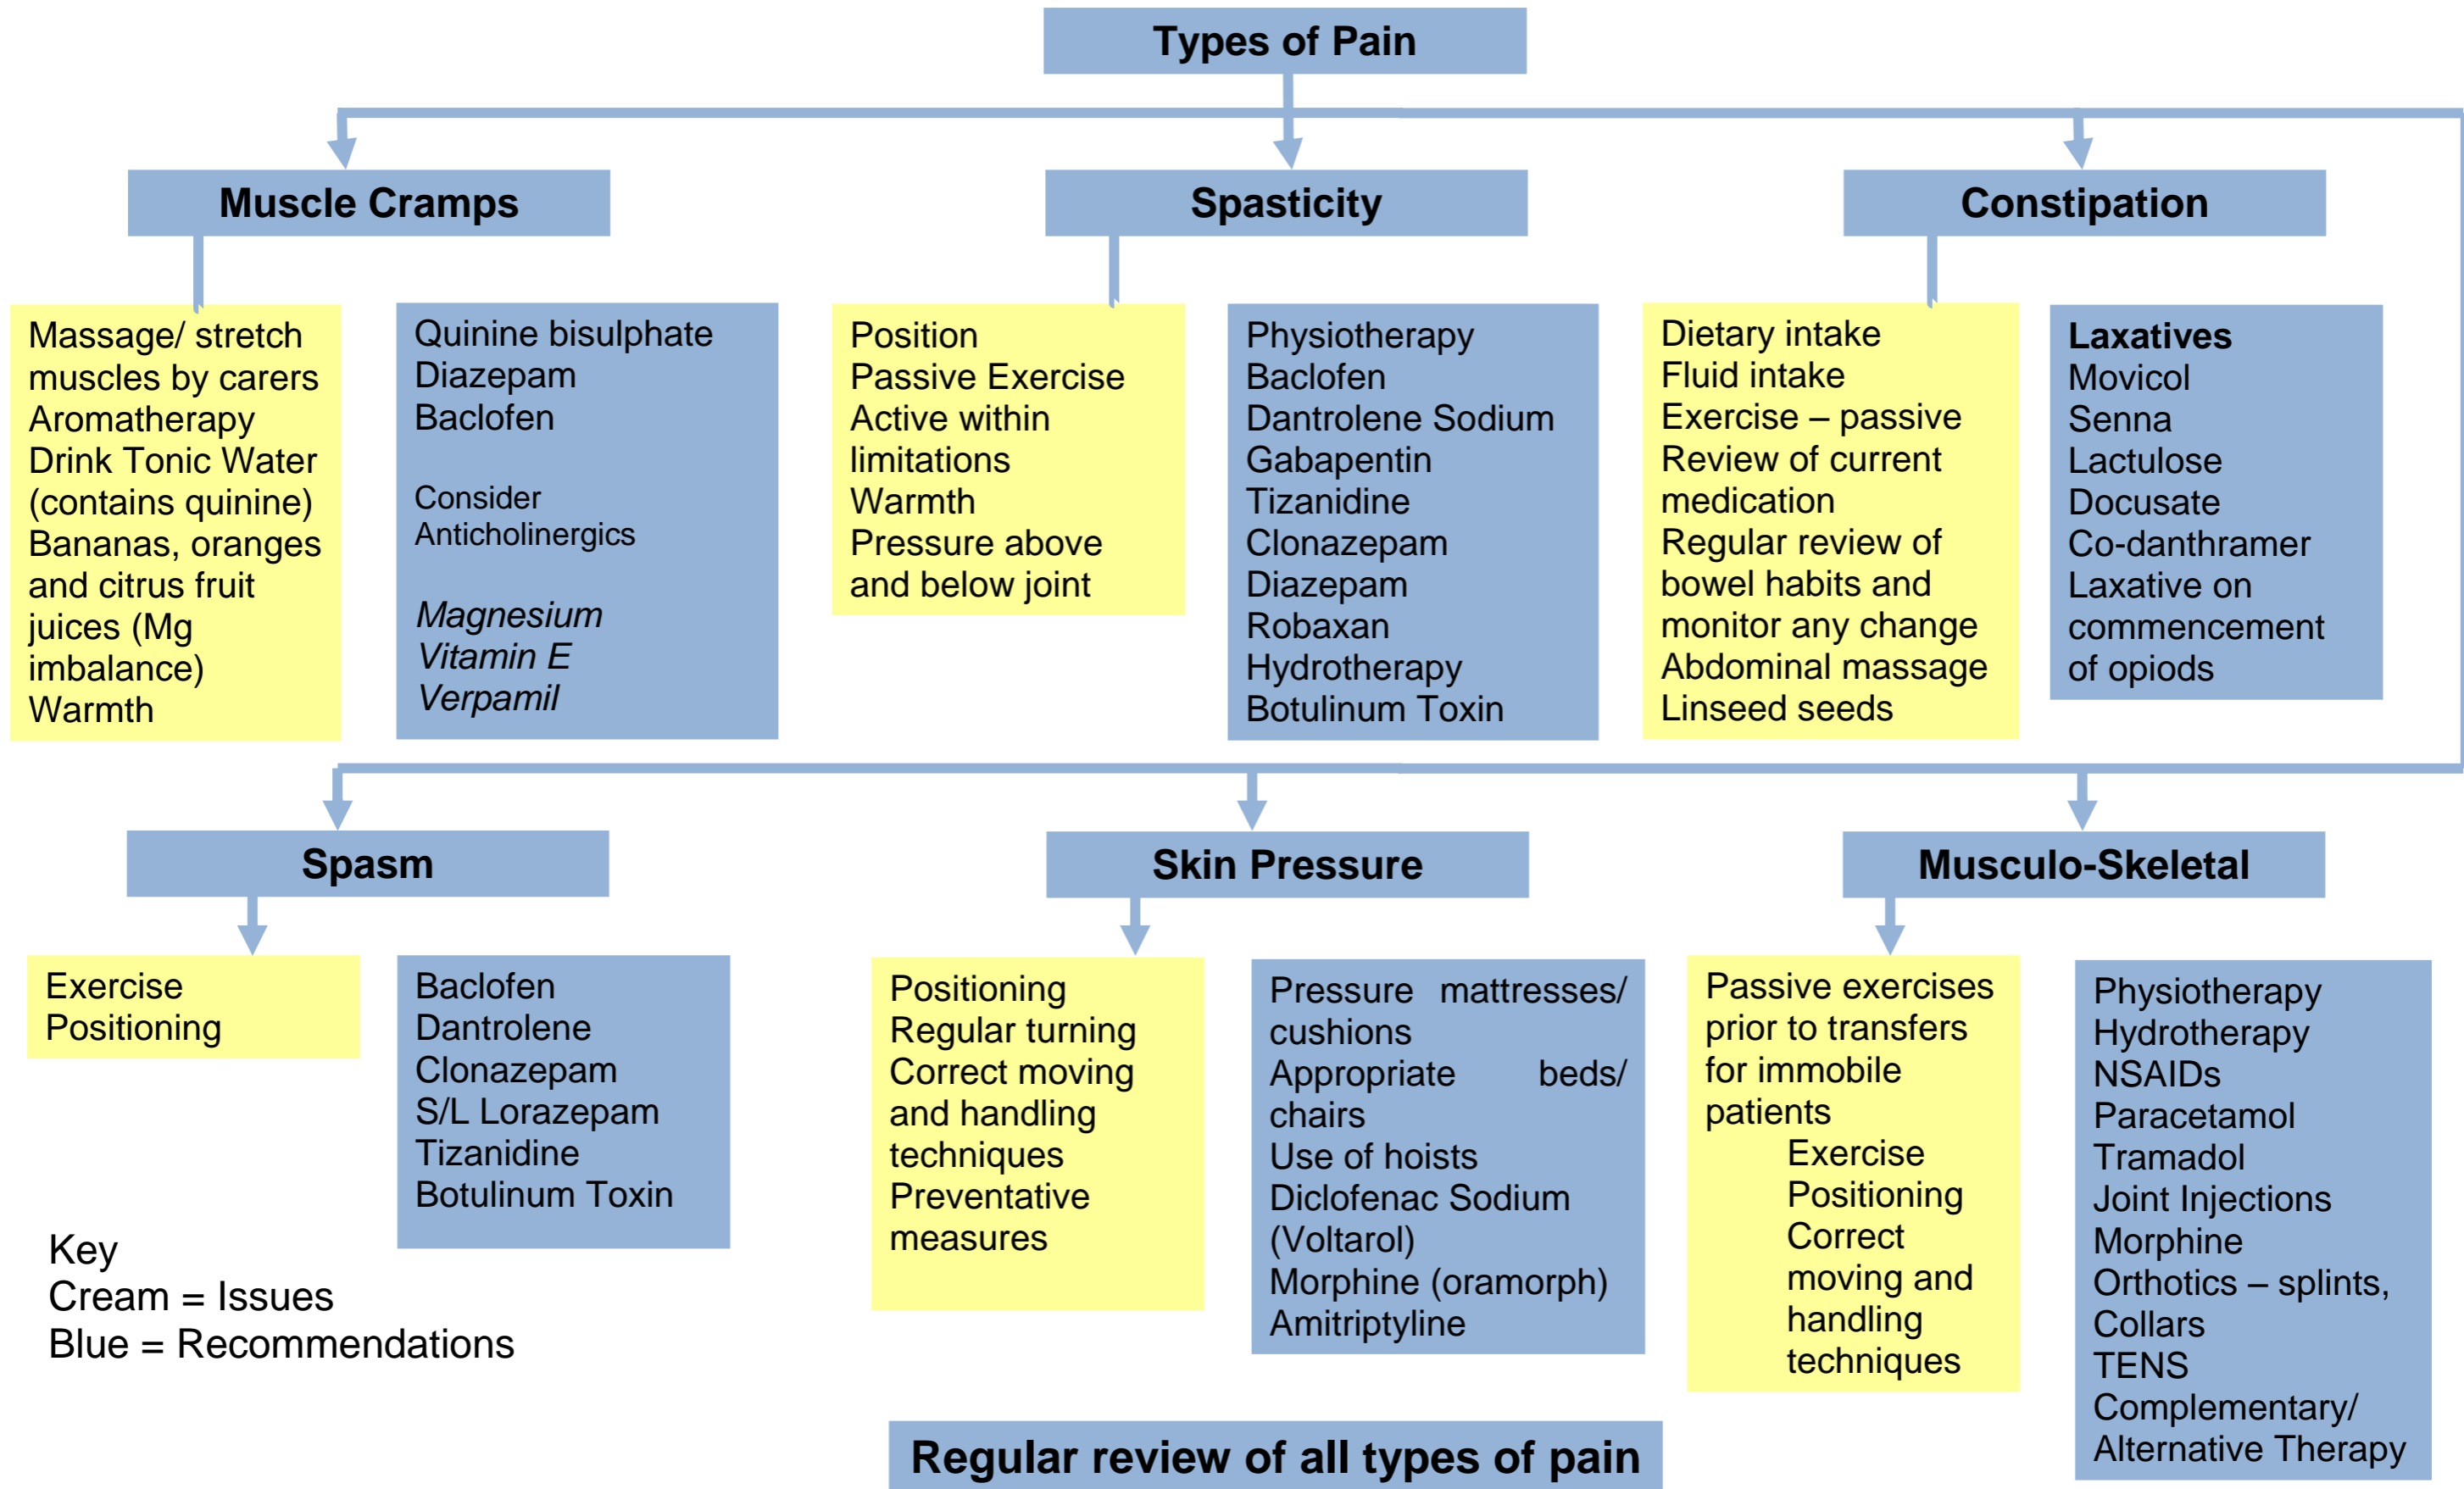 Types of Pain
Muscle Cramps
Spasticity
Constipation
Massage/ stretch
muscles by carers
Aromatherapy
Drink Tonic Water
(contains quinine)
Bananas, oranges
and citrus fruit
juices (Mg
imbalance)
Warmth
Quinine bisulphate
Diazepam
Baclofen
Consider
Anticholinergics
Magnesium
Vitamin E
Verpamil
Position
Passive Exercise
Active within
limitations
Warmth
Pressure above
and below joint
Physiotherapy
Baclofen
Dantrolene Sodium
Gabapentin
Tizanidine
Clonazepam
Diazepam
Robaxan
Hydrotherapy
Botulinum Toxin
Dietary intake
Fluid intake
Exercise – passive
Review of current
medication
Regular review of
bowel habits and
monitor any change
Abdominal massage
Linseed seeds
Laxatives
Movicol
Senna
Lactulose
Docusate
Co-danthramer
Laxative on
commencement
of opiods
Spasm
Skin Pressure
Musculo-Skeletal
Exercise
Positioning
Baclofen
Dantrolene
Clonazepam
S/L Lorazepam
Tizanidine
Botulinum Toxin
Positioning
Regular turning
Correct moving
and handling
techniques
Preventative
measures
Pressure mattresses/
cushions
Appropriate beds/
chairs
Use of hoists
Diclofenac Sodium
(Voltarol)
Morphine (oramorph)
Amitriptyline
Passive exercises
prior to transfers
for immobile
patients
Exercise
Positioning
Correct
moving and
handling
techniques
Physiotherapy
Hydrotherapy
NSAIDs
Paracetamol
Tramadol
Joint Injections
Morphine
Orthotics – splints,
Collars
TENS
Complementary/
Alternative Therapy
Key
Cream = Issues
Blue = Recommendations
Regular review of all types of pain